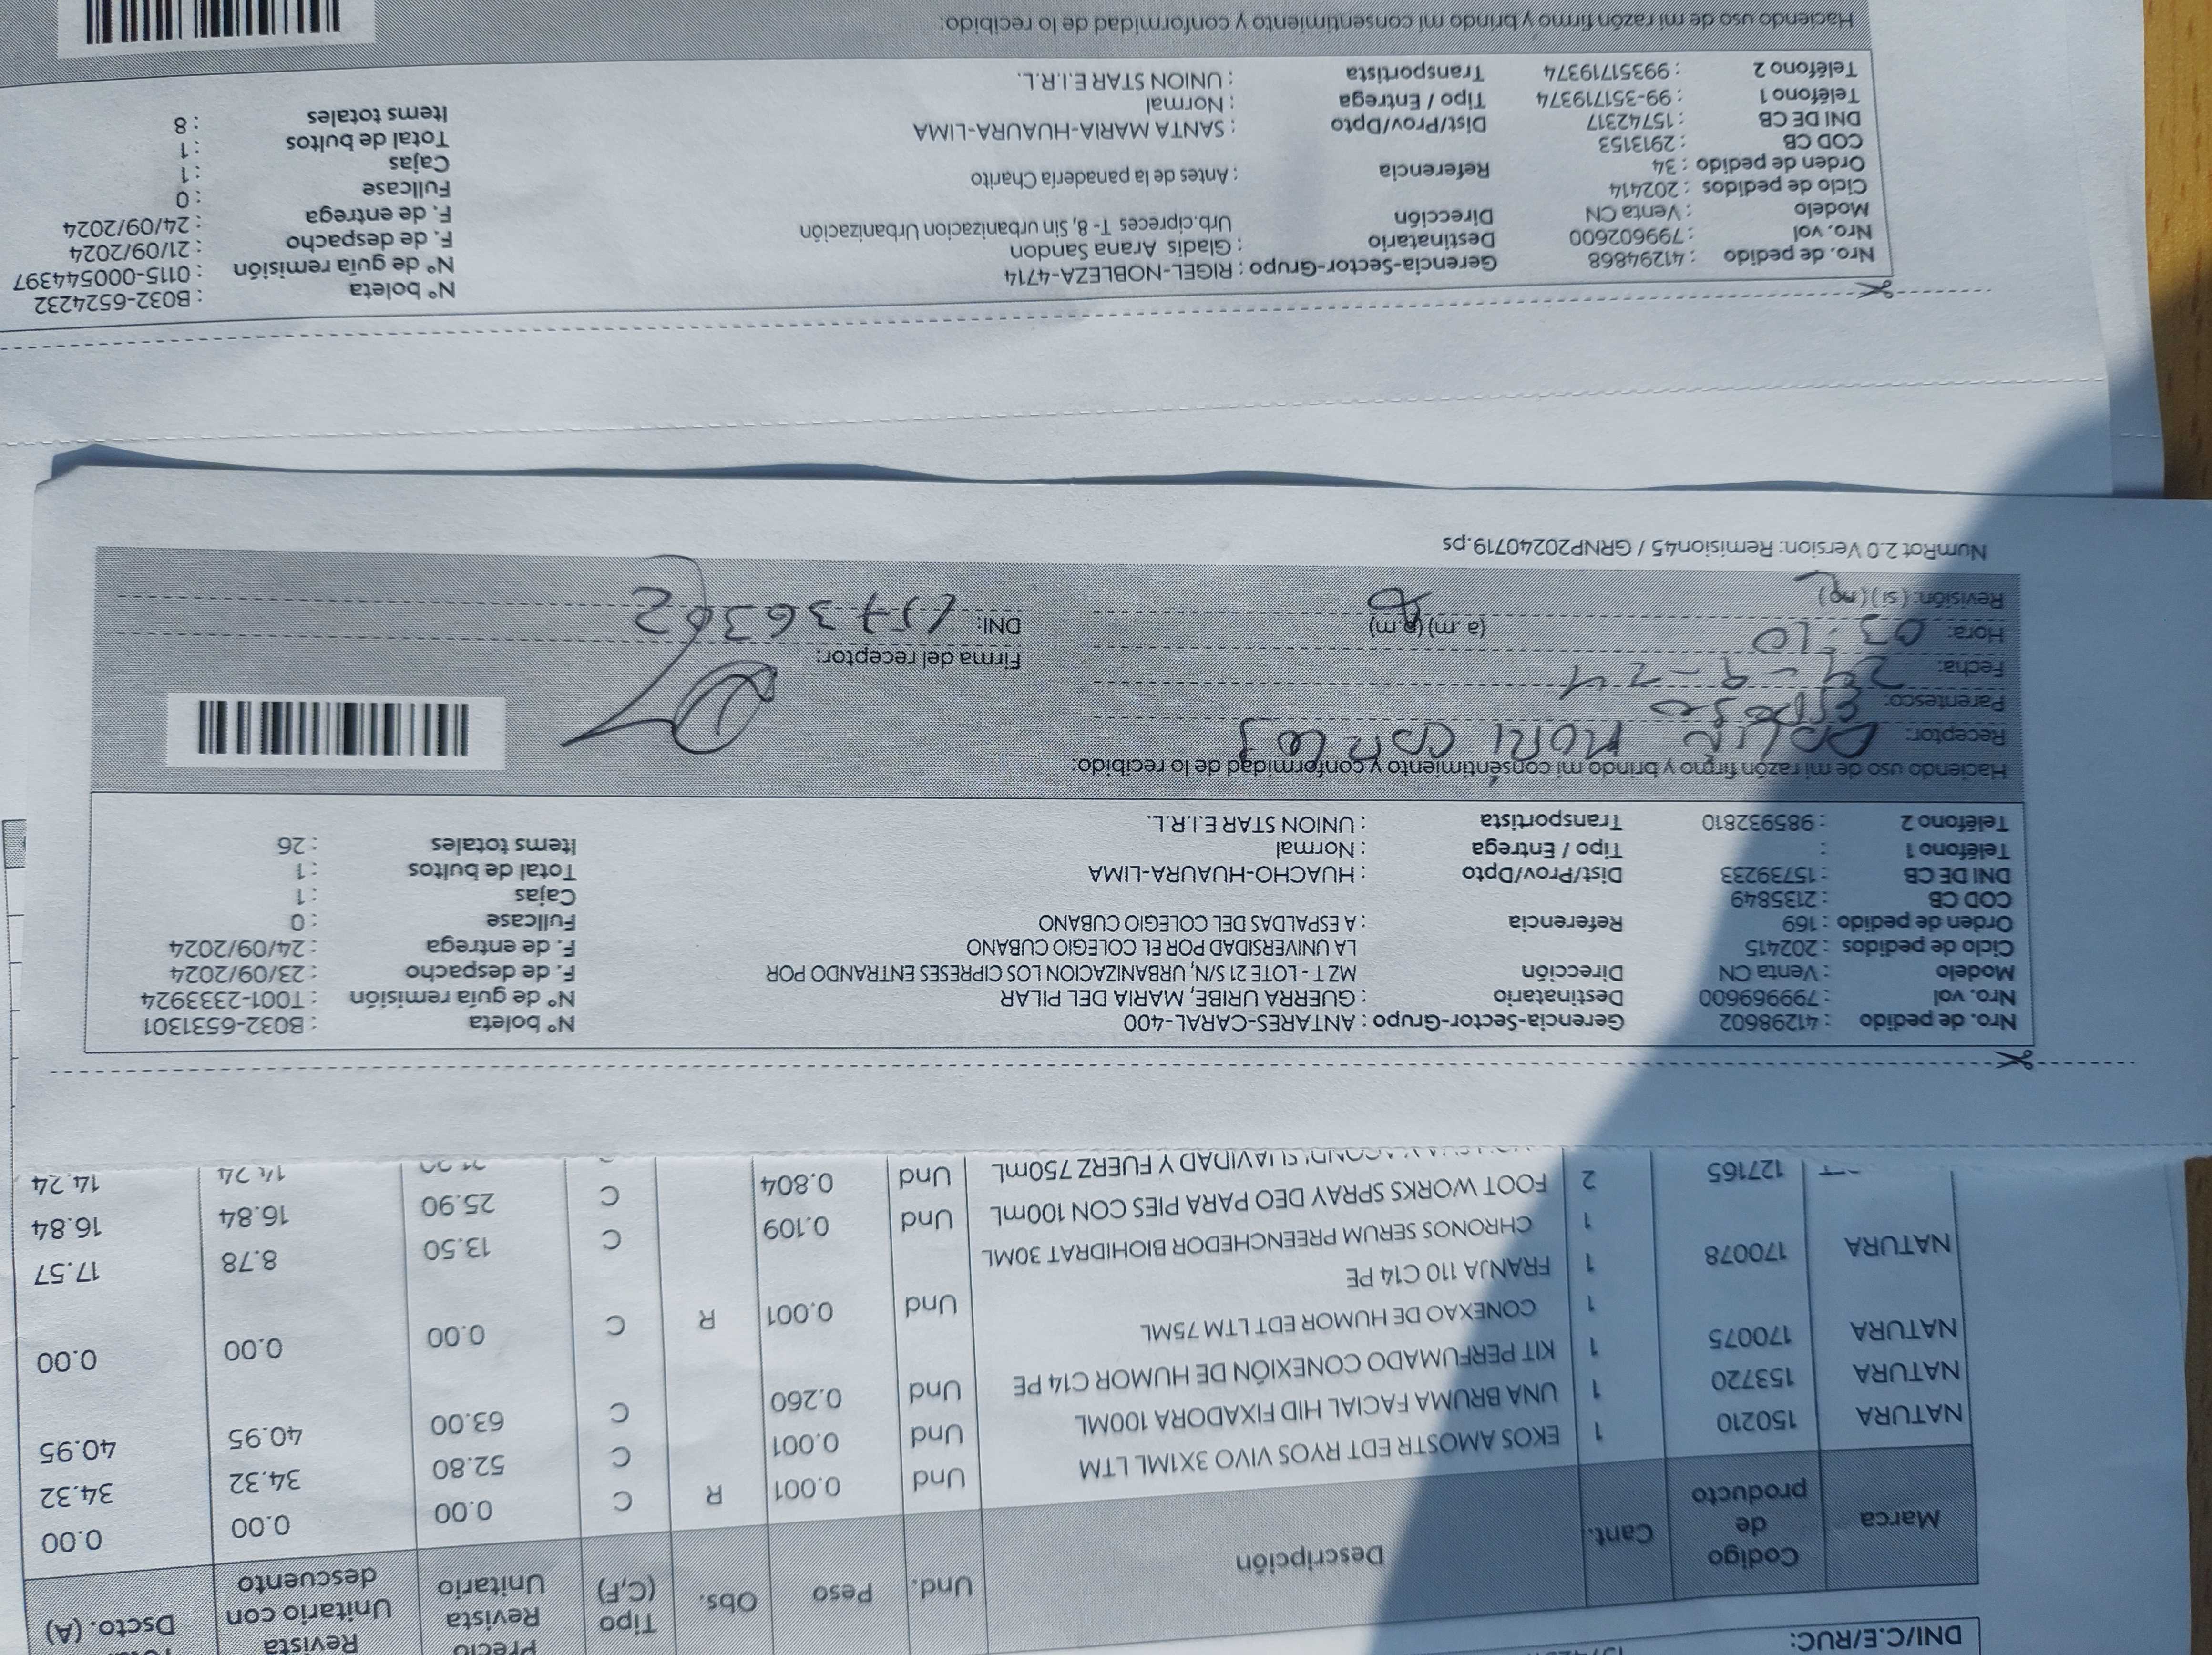 DNI/C.E/RUC:
Marca Codigo de producto Cant. Descripción Und. Peso Obs. Tipo (C,F) Precio Revista Unitario Revista Unitario con descuento Dscto. (A)
NATURA 150210 1 EKOS AMOSTR EDT RYOS VIVO 3X1ML LTM Und 0.001 R C 0.00 0.00 0.00
NATURA 153720 1 UNA BRUMA FACIAL HID FIXADORA 100ML Und 0.001 C 52.80 34.32 34.32
NATURA 170075 1 KIT PERFUMADO CONEXIÓN DE HUMOR C14 PE Und 0.260 C 63.00 40.95 40.95
1 CONEXAO DE HUMOR EDT LTM 75ML
NATURA 170078 1 FRANJA 110 C14 PE Und 0.001 R C 0.00 0.00 0.00
1 CHRONOS SERUM PREENCHEDOR BIOHIDRAT 30ML
127165 2 FOOT WORKS SPRAY DEO PARA PIES CON 100mL Und 0.109 C 13.50 8.78 17.57
SUAVIDAD Y FUERZ 750mL Und 0.804 C 25.90 16.84 16.84
14.24 14.24
Nro. de pedido : 41298602 Gerencia-Sector-Grupo : ANTARES-CARAL-400 N° boleta : B032-6531301
Nro. vol : 799969600 Destinatario : GUERRA URIBE, MARIA DEL PILAR N° de guía remisión : T001-2333924
Modelo : Venta CN Dirección MZT - LOTE 21 S/N, URBANIZACION LOS CIPRESES ENTRANDO POR F. de despacho : 23/09/2024
Ciclo de pedidos : 202415 LA UNIVERSIDAD POR EL COLEGIO CUBANO F. de entrega : 24/09/2024
Orden de pedido : 169 Referencia : A ESPALDAS DEL COLEGIO CUBANO Fullcase : 0
COD CB : 2135849 Cajas : 1
DNI DE CB : 15739233 Dist/Prov/Dpto : HUACHO-HUAURA-LIMA Total de bultos : 1
Teléfono 1 : Tipo / Entrega : Normal Items totales : 26
Teléfono 2 : 985932810 Transportista : UNION STAR E.I.R.L.
Haciendo uso de mi razón firmo y brindo mi consentimiento y conformidad de lo recibido:
Receptor:
Parentesco: Esposo
Fecha: 24-9-24 Firma del receptor:
Hora: 03:10 (a.m) (p.m) DNI: 15736362
Revisión: (si) (no)
NumRot 2.0 Version: Remision45 / GRNP20240719.ps
Nro. de pedido : 41294868 Gerencia-Sector-Grupo : RIGEL-NOBLEZA-4714 N° boleta : B032-6524232
Nro. vol : 799602600 Destinatario : Gladis Arana Sandon N° de guía remisión : 0115-000544397
Modelo : Venta CN Dirección Urb.cipreces T- 8, Sin urbanizacion Urbanización F. de despacho : 21/09/2024
Ciclo de pedidos : 202414 F. de entrega : 24/09/2024
Orden de pedido : 34 Referencia : Antes de la panadería Charito Fullcase : 0
COD CB : 2913153 Cajas : 1
DNI DE CB : 15742317 Dist/Prov/Dpto : SANTA MARIA-HUAURA-LIMA Total de bultos : 1
Teléfono 1 : 99-351719374 Tipo / Entrega : Normal Items totales : 8
Teléfono 2 : 99351719374 Transportista : UNION STAR E.I.R.L.
Haciendo uso de mi razón firmo y brindo mi consentimiento y conformidad de lo recibido: